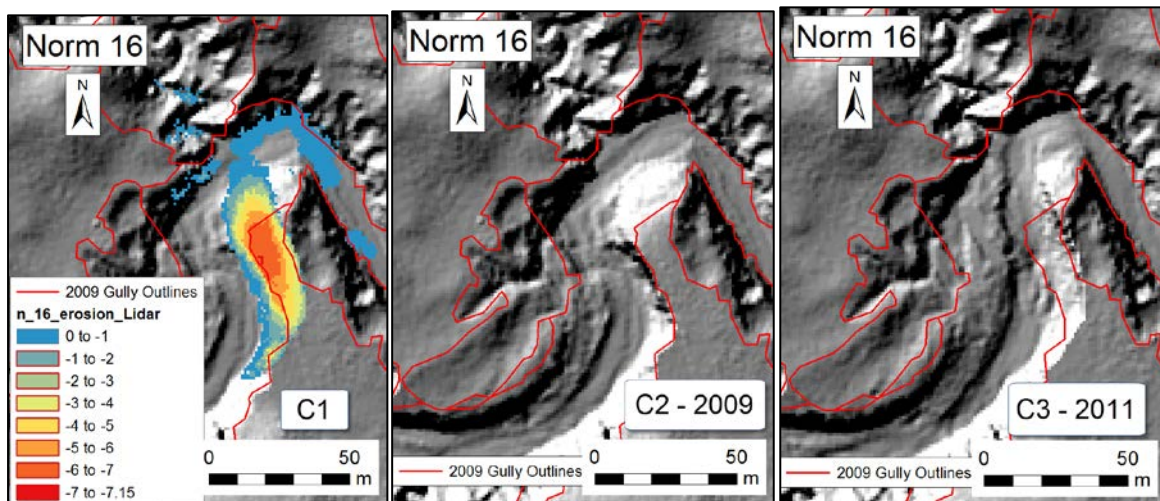 Norm 16
N
2009 Gully Outlines
n_16_erosion_Lidar
0 to -1
-1 to -2
-2 to -3
-3 to -4
-4 to -5
-5 to -6
-6 to -7
-7 to -7.15
C1
0 50
m
Norm 16
N
C2 - 2009
2009 Gully Outlines
0 50
m
Norm 16
N
C3 - 2011
2009 Gully Outlines
0 50
m